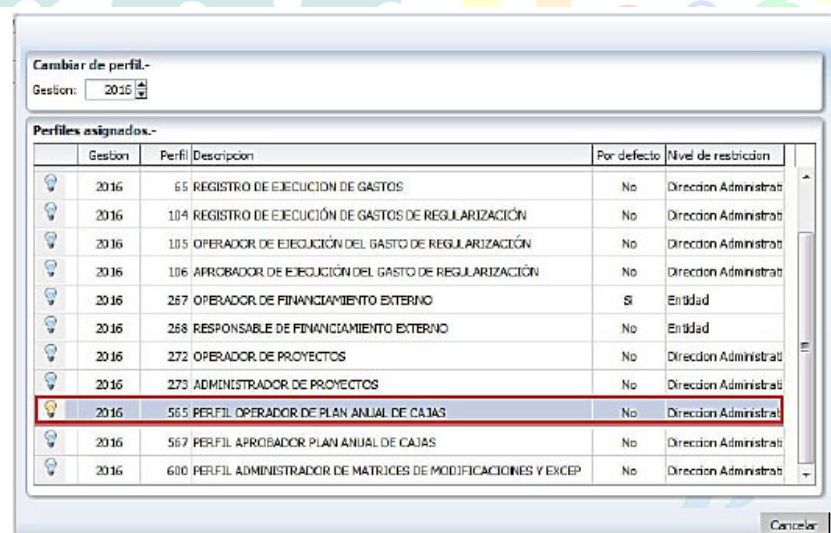 Cambiar de perfil.-
Gestion: 2016
Perfiles asignados.-
Gestion Perfil Descripcion Por defecto Nivel de restriccion
2016 65 REGISTRO DE EJECUCION DE GASTOS No Direccion Administrati
2016 104 REGISTRO DE EJECUCIÓN DE GASTOS DE REGULARIZACIÓN No Direccion Administrati
2016 105 OPERADOR DE EJECUCIÓN DEL GASTO DE REGULARIZACIÓN No Direccion Administrati
2016 106 APROBADOR DE EJECUCIÓN DEL GASTO DE REGULARIZACIÓN No Direccion Administrati
2016 267 OPERADOR DE FINANCIAMIENTO EXTERNO Si Entidad
2016 268 RESPONSABLE DE FINANCIAMIENTO EXTERNO No Entidad
2016 272 OPERADOR DE PROYECTOS No Direccion Administrati
2016 273 ADMINISTRADOR DE PROYECTOS No Direccion Administrati
2016 565 PERFIL OPERADOR DE PLAN ANUAL DE CAJAS No Direccion Administrat
2016 567 PERFIL APROBADOR PLAN ANUAL DE CAJAS No Direccion Administrati
2016 600 PERFIL ADMINISTRADOR DE MATRICES DE MODIFICACIONES Y EXCEP No Direccion Administrati
Cancelar